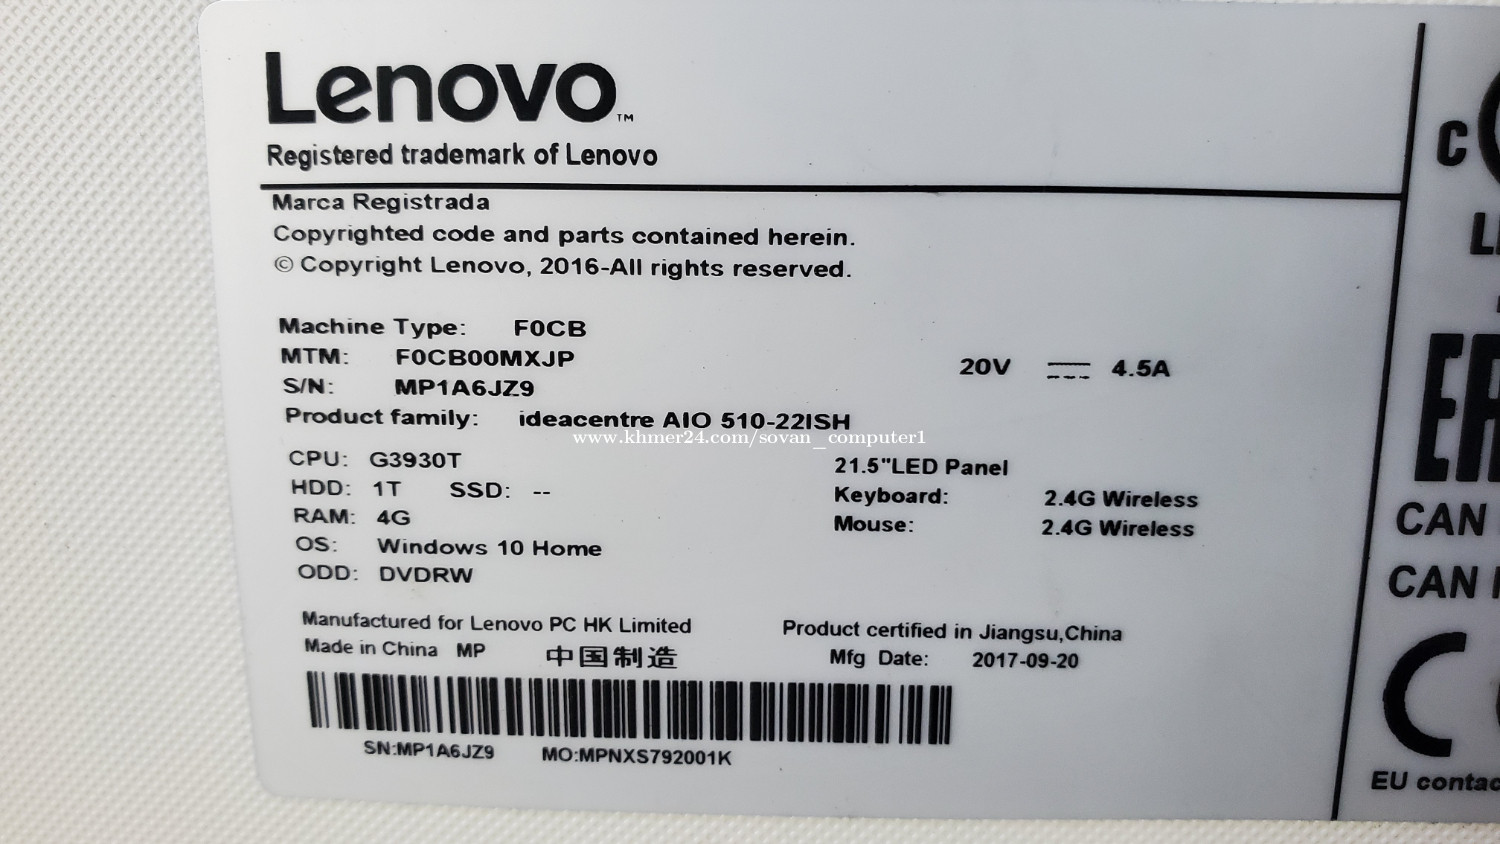 Lenovo™
Registered trademark of Lenovo
Marca Registrada
Copyrighted code and parts contained herein.
© Copyright Lenovo, 2016-All rights reserved.
Machine Type: F0CB
MTM: F0CB00MXJP
20V 4.5A
S/N: MP1A6JZ9
Product family: ideacentre AIO 510-22ISH
www.khmer24.com/sovan_computer1
CPU: G3930T
21.5"LED Panel
HDD: 1T SSD: --
Keyboard: 2.4G Wireless
RAM: 4G
Mouse: 2.4G Wireless
OS: Windows 10 Home
ODD: DVDRW
Manufactured for Lenovo PC HK Limited
Product certified in Jiangsu,China
Made in China MP 中国制造
Mfg Date: 2017-09-20
SN:MP1A6JZ9 MO:MPNXS792001K
C
CAN
CAN
CE
EU